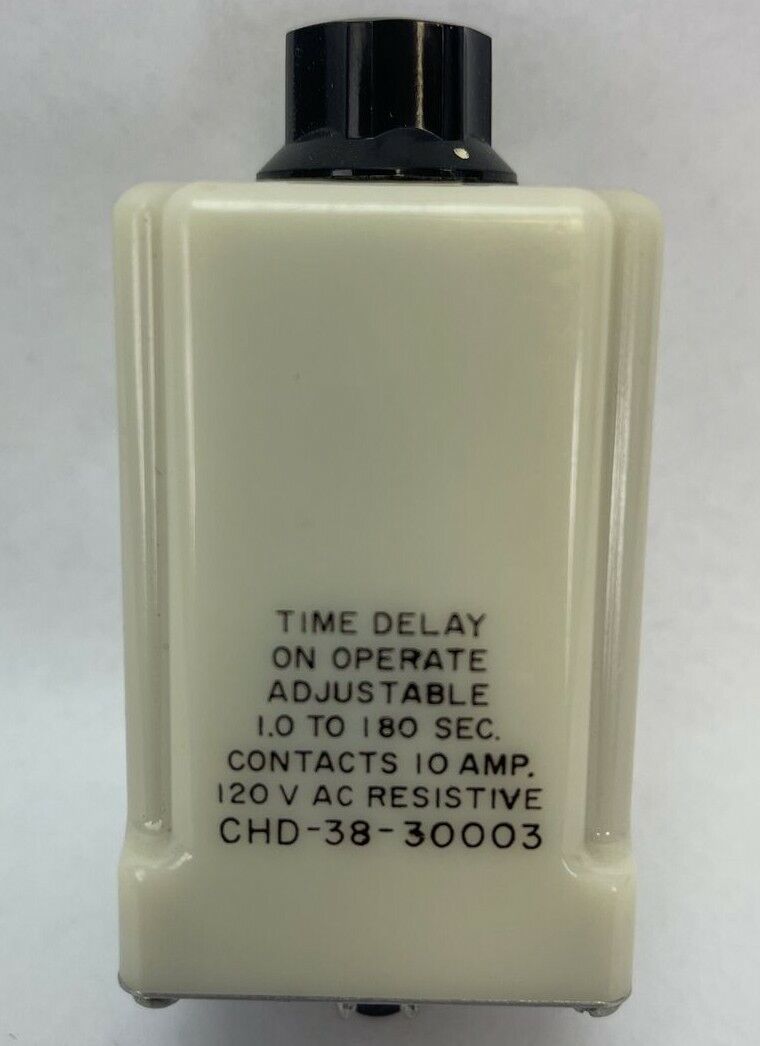 TIME DELAY
ON OPERATE
ADJUSTABLE
1.0 TO 180 SEC.
CONTACTS 10 AMP.
120 V AC RESISTIVE
CHD-38-30003